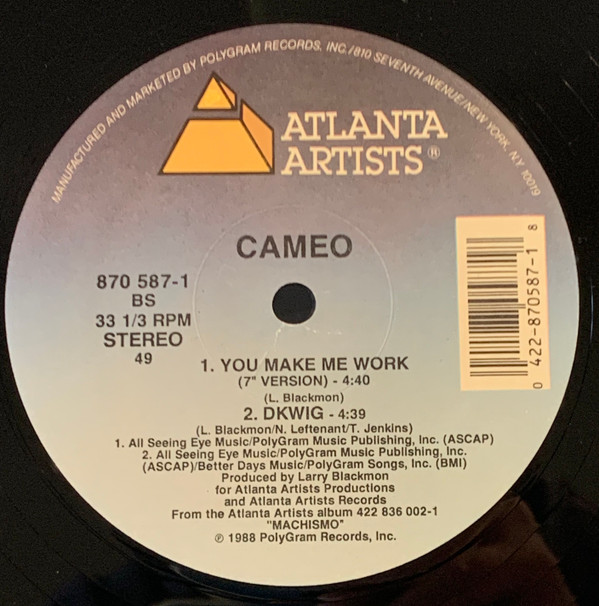 MANUFACTURED AND MARKETED BY POLYGRAM RECORDS, INC./810 SEVENTH AVENUE/NEW YORK, NY 10019
ATLANTA
ARTISTS®
CAMEO
870 587-1
BS
33 1/3 RPM
STEREO
49
0 422-870587-1 8
1. YOU MAKE ME WORK
(7" VERSION) - 4:40
(L. Blackmon)
2. DKWIG - 4:39
(L. Blackmon/N. Leftenant/T. Jenkins)
1. All Seeing Eye Music/PolyGram Music Publishing, Inc. (ASCAP)
2. All Seeing Eye Music/PolyGram Music Publishing, Inc.
(ASCAP)/Better Days Music/PolyGram Songs, Inc. (BMI)
Produced by Larry Blackmon
for Atlanta Artists Productions
and Atlanta Artists Records
From the Atlanta Artists album 422 836 002-1
"MACHISMO"
℗ 1988 PolyGram Records, Inc.